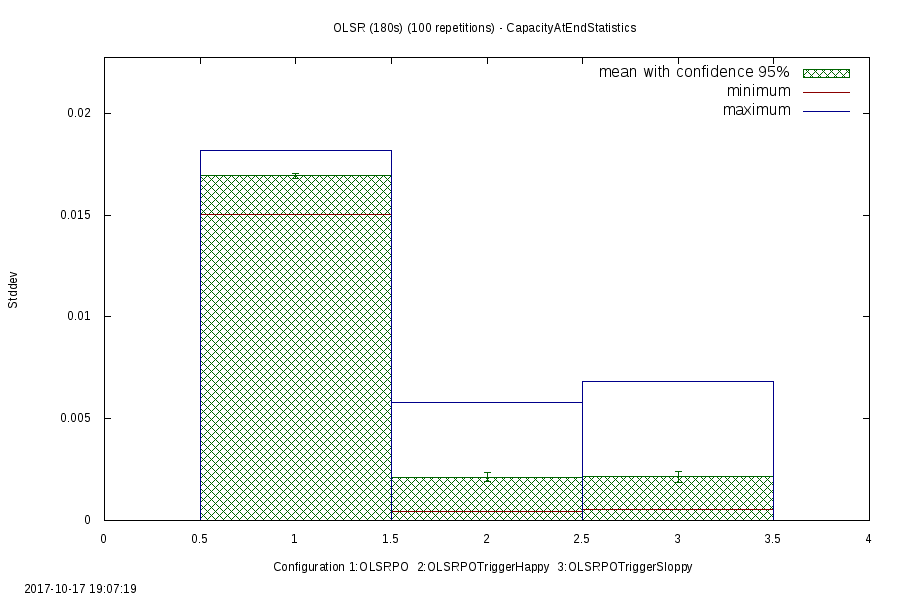 OLSR (180s) (100 repetitions) - CapacityAtEndStatistics
mean with confidence 95%
minimum
maximum
0.02
0.015
0.01
0.005
0
Stddev
0 0.5 1 1.5 2 2.5 3 3.5 4
Configuration 1:OLSRPO 2:OLSRPOTriggerHappy 3:OLSRPOTriggerSloppy
2017-10-17 19:07:19